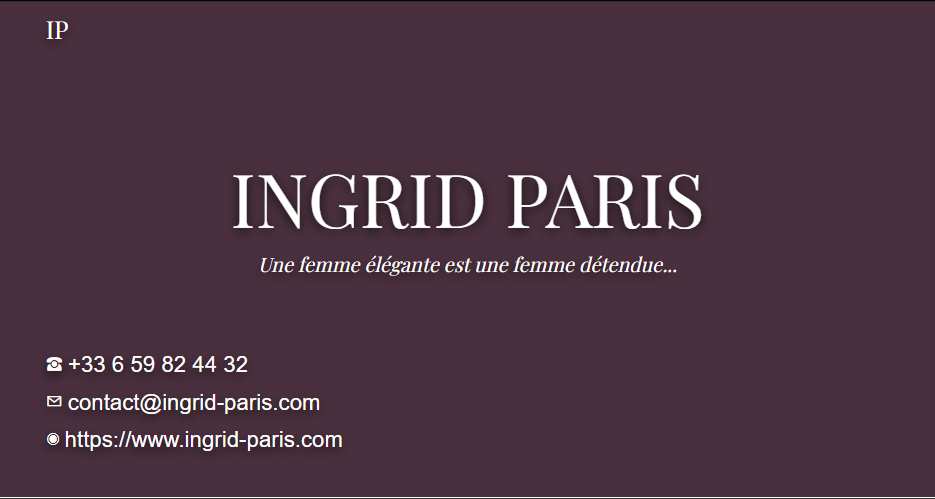 IP
INGRID PARIS
Une femme élégante est une femme détendue...
+33 6 59 82 44 32
contact@ingrid-paris.com
https://www.ingrid-paris.com